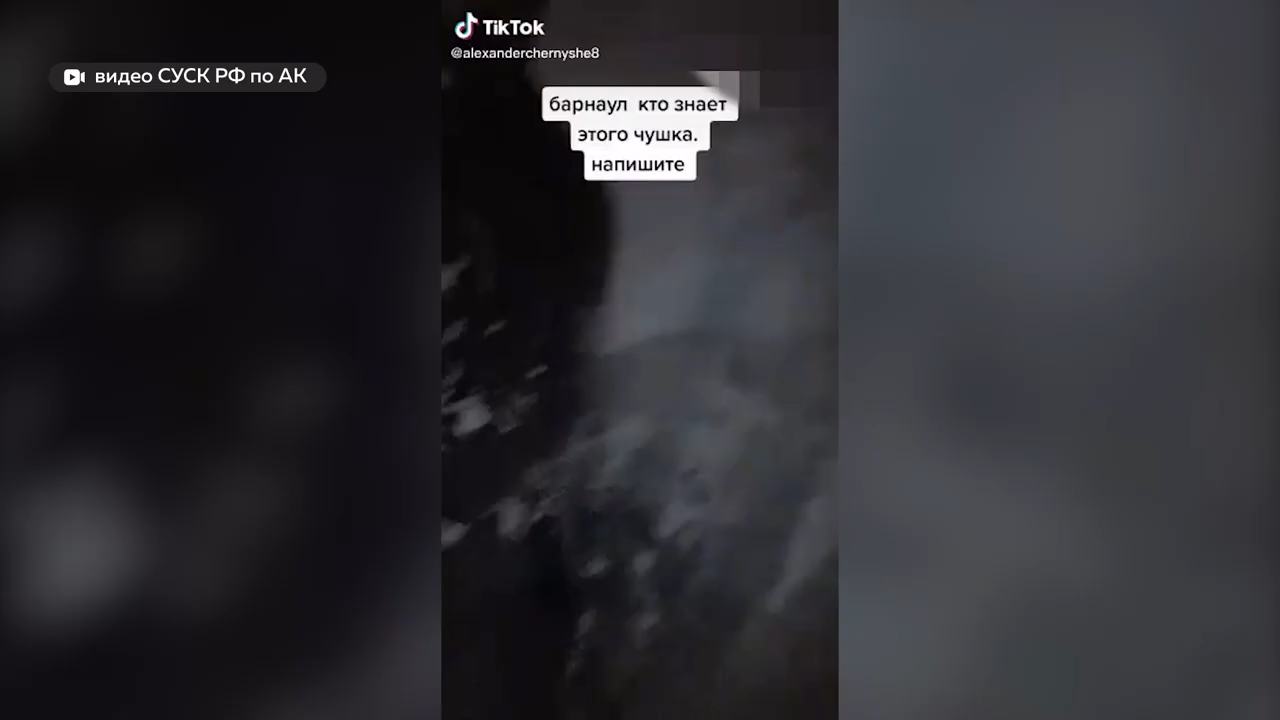 TikTok
@alexanderchernyshe8
видео СУСК РФ по АК
барнаул кто знает
этого чушка.
напишите